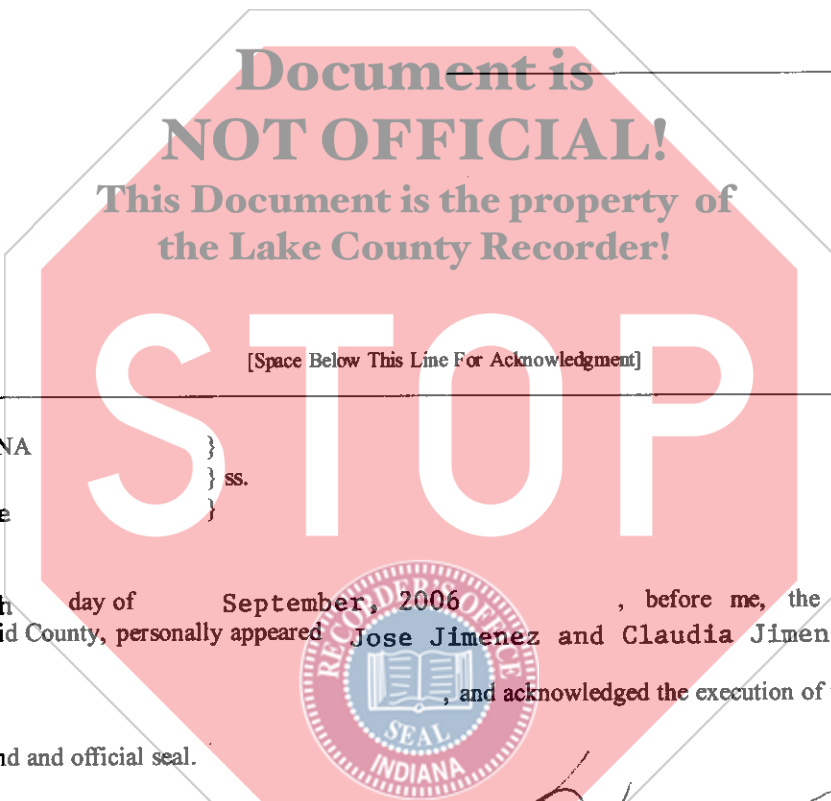 Document is
NOT OFFICIAL!
This Document is the property of
the Lake County Recorder!
STOP
[Space Below This Line For Acknowledgment]
NA }
} ss.
e }
h day of September, 2006 , before me, the
id County, personally appeared Jose Jimenez and Claudia Jimen
, and acknowledged the execution of
nd and official seal.
RECORDER'S OFFICE
SEAL
INDIANA